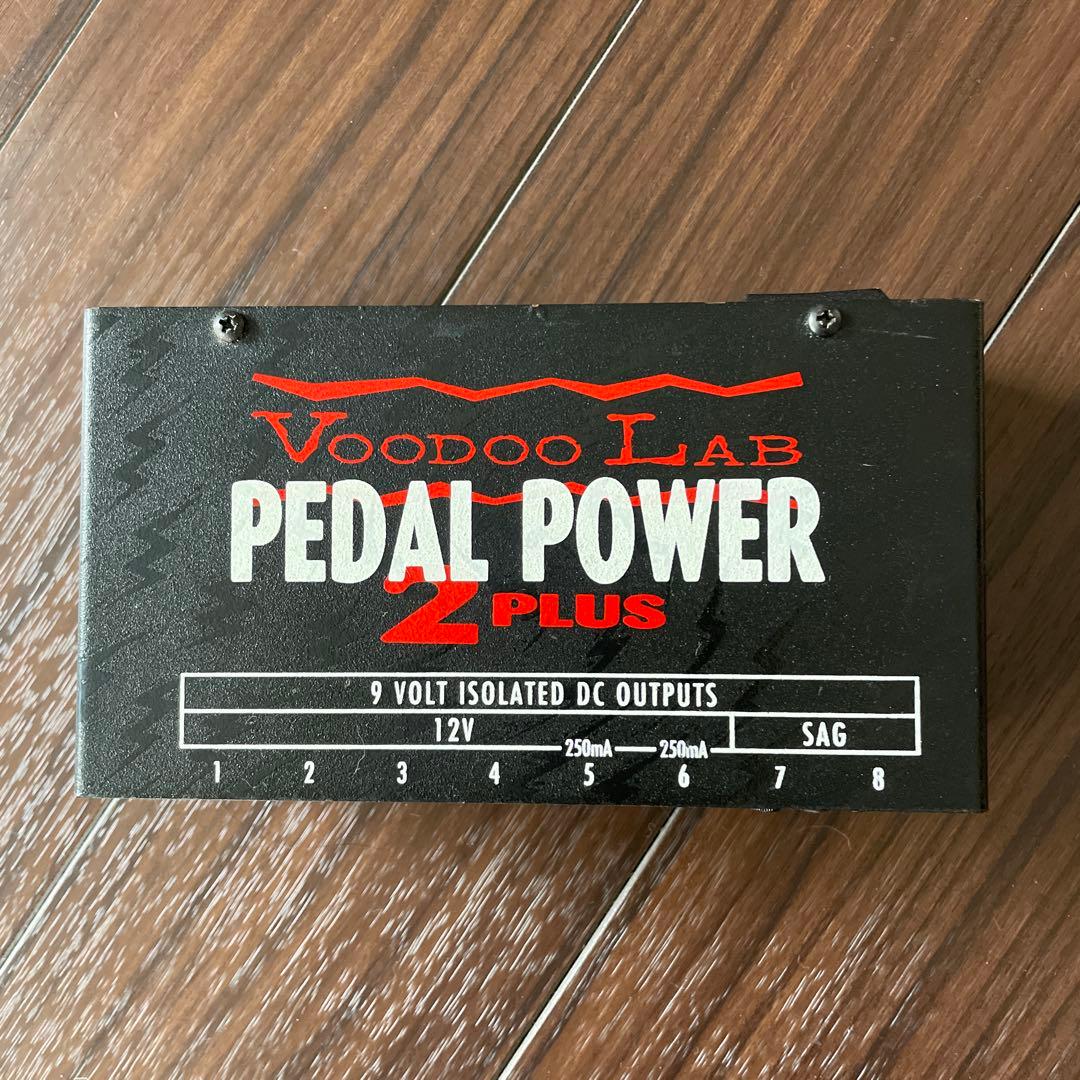 VOODOO LAB
PEDAL POWER
2 PLUS
9 VOLT ISOLATED DC OUTPUTS
12V SAG
250mA 250mA
1 2 3 4 5 6 7 8